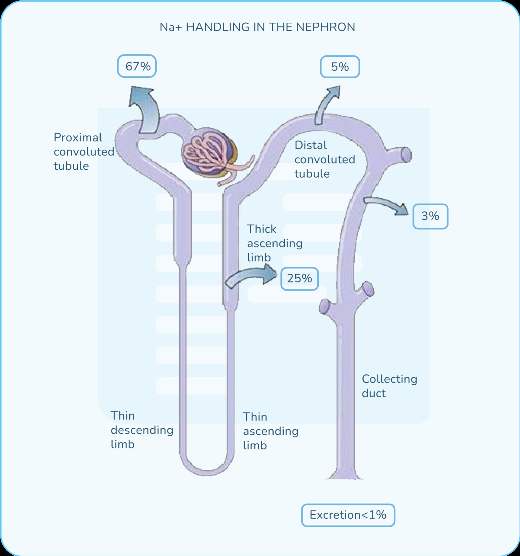 Na+ HANDLING IN THE NEPHRON
67%
5%
Proximal
convoluted
tubule
Distal
convoluted
tubule
3%
Thick
ascending
limb
25%
Collecting
duct
Thin
descending
limb
Thin
ascending
limb
Excretion<1%